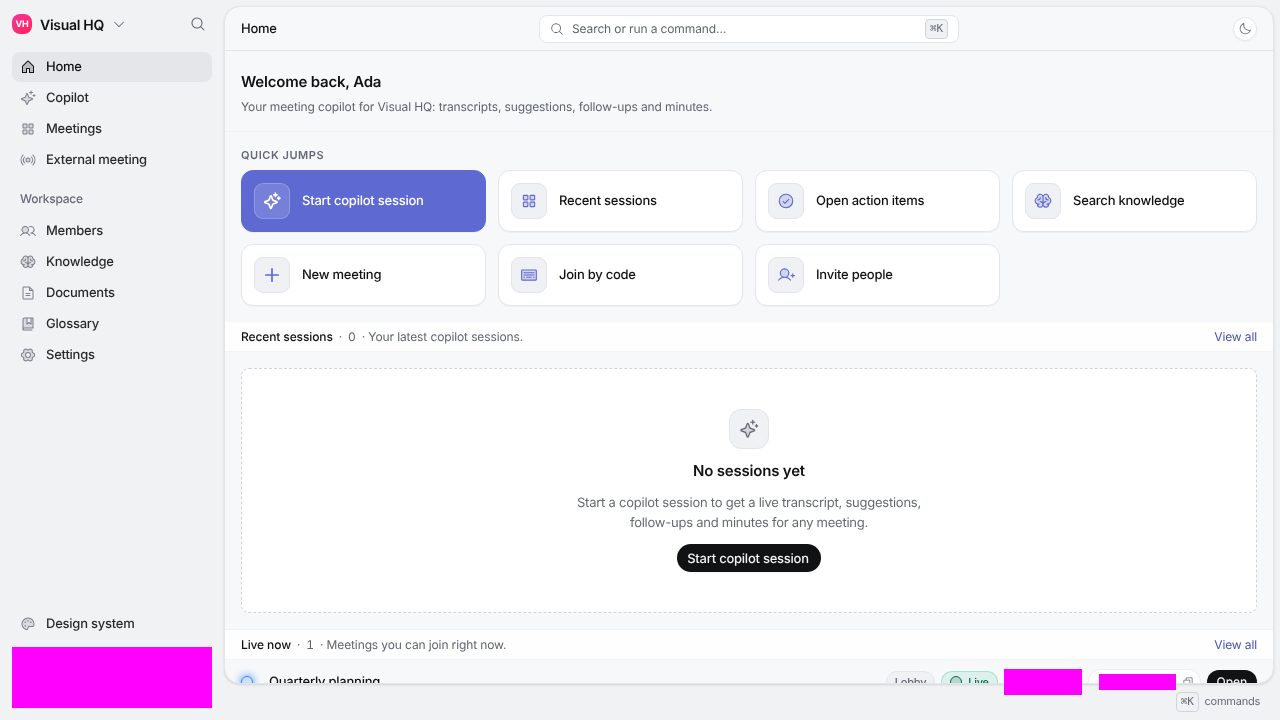 VH Visual HQ
Home
Copilot
Meetings
External meeting
Workspace
Members
Knowledge
Documents
Glossary
Settings
Design system
Home
Search or run a command...
⌘K
Welcome back, Ada
Your meeting copilot for Visual HQ: transcripts, suggestions, follow-ups and minutes.
QUICK JUMPS
Start copilot session
Recent sessions
Open action items
Search knowledge
New meeting
Join by code
Invite people
Recent sessions · 0 · Your latest copilot sessions.
View all
No sessions yet
Start a copilot session to get a live transcript, suggestions,
follow-ups and minutes for any meeting.
Start copilot session
Live now · 1 · Meetings you can join right now.
View all
Quarterly planning
Lobby
Live
Open
⌘K commands